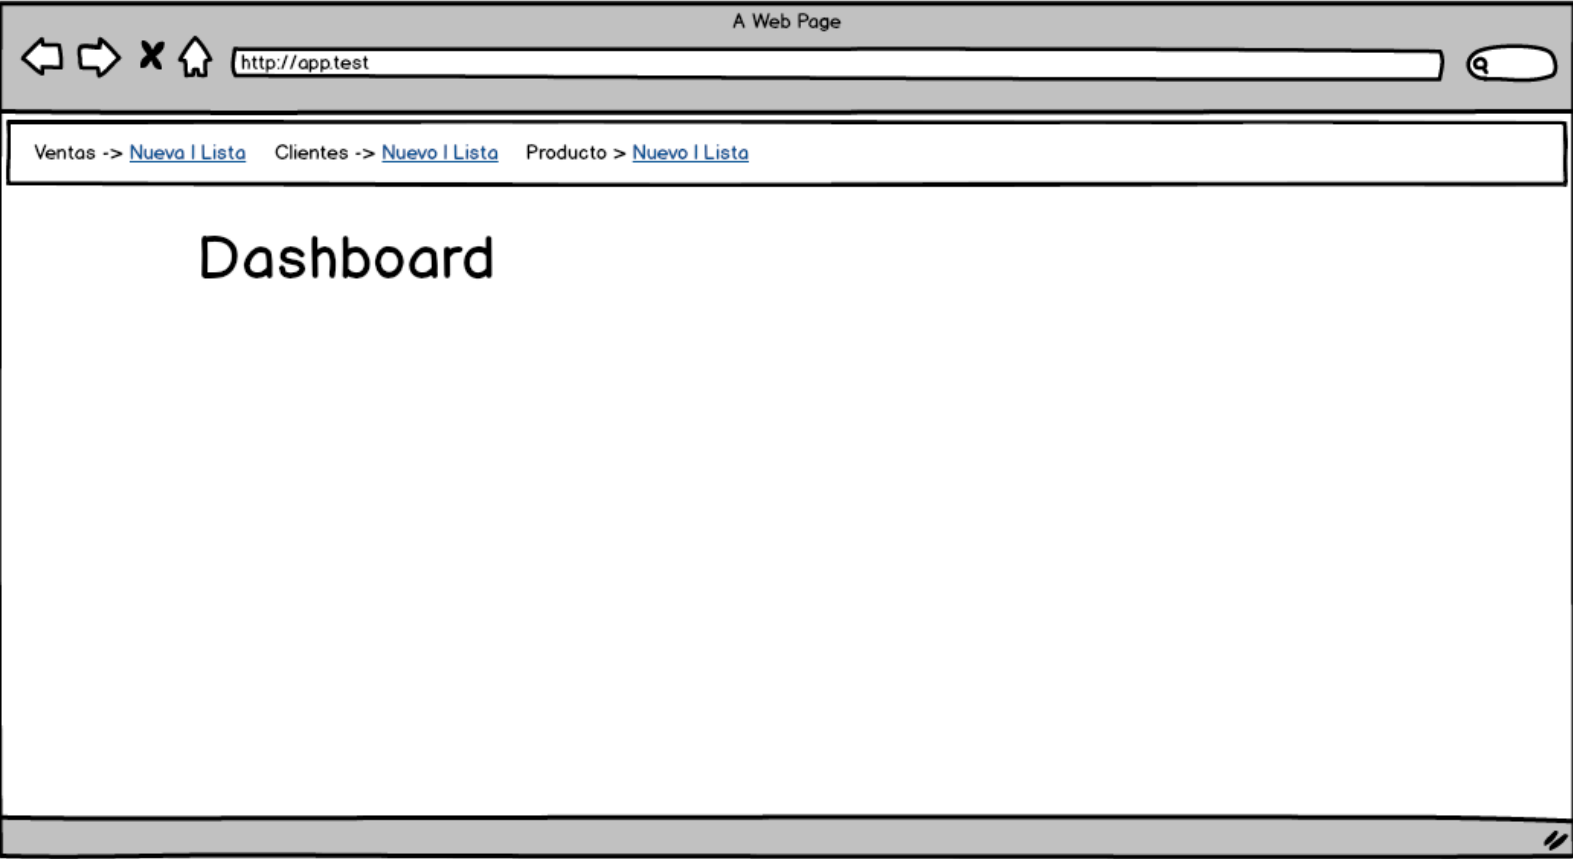 A Web Page
http://app.test
Ventas -> Nueva | Lista Clientes -> Nuevo | Lista Producto > Nuevo | Lista
Dashboard